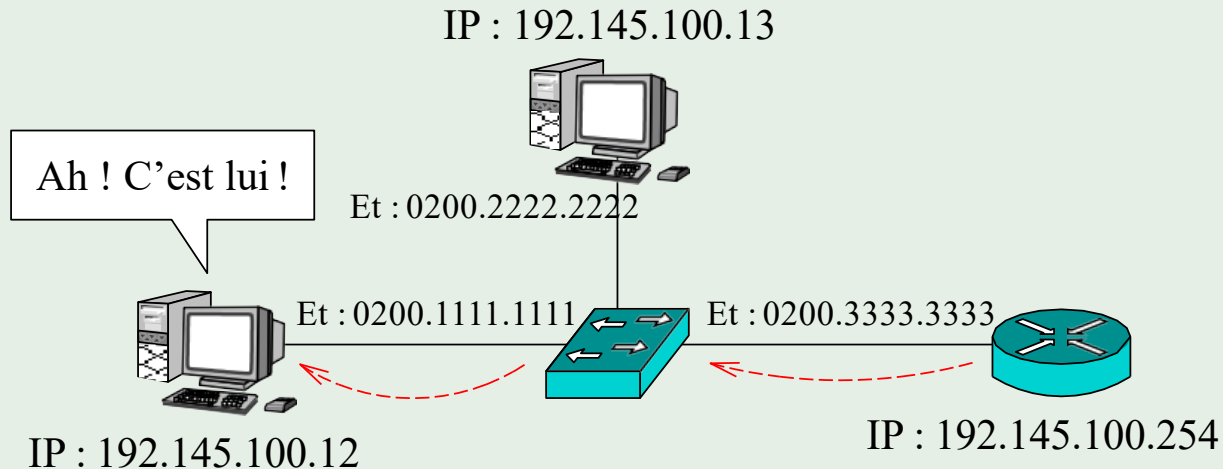 IP : 192.145.100.13
Ah ! C’est lui !
Et : 0200.2222.2222
Et : 0200.1111.1111
Et : 0200.3333.3333
IP : 192.145.100.12
IP : 192.145.100.254